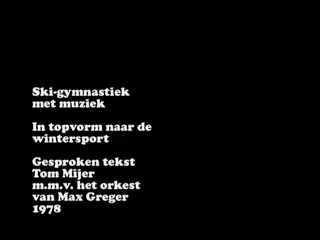 Ski-gymnastiek
met muziek
In topvorm naar de
wintersport
Gesproken tekst
Tom Mijer
m.m.v. het orkest
van Max Greger
1978